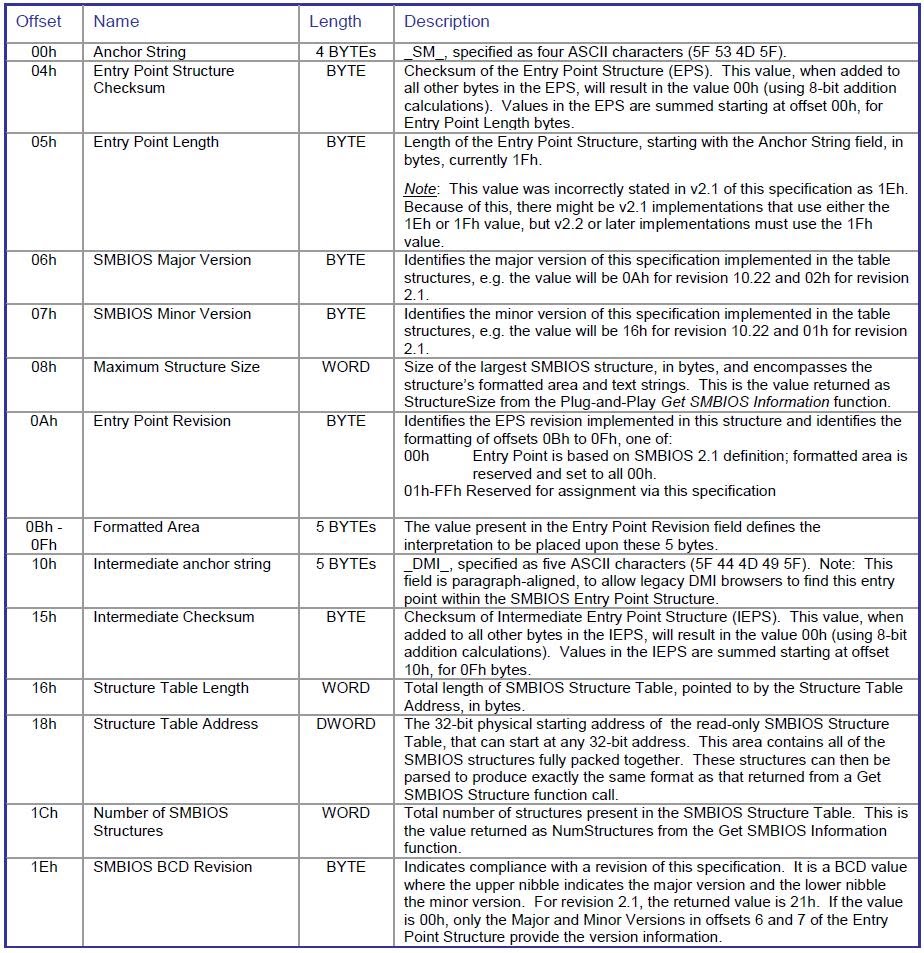 Offset Name Length Description
00h Anchor String 4 BYTEs _SM_, specified as four ASCII characters (5F 53 4D 5F).
04h Entry Point Structure BYTE Checksum of the Entry Point Structure (EPS). This value, when added to
Checksum all other bytes in the EPS, will result in the value 00h (using 8-bit addition
calculations). Values in the EPS are summed starting at offset 00h, for
Entry Point Length bytes.
05h Entry Point Length BYTE Length of the Entry Point Structure, starting with the Anchor String field, in
bytes, currently 1Fh.
Note: This value was incorrectly stated in v2.1 of this specification as 1Eh.
Because of this, there might be v2.1 implementations that use either the
1Eh or 1Fh value, but v2.2 or later implementations must use the 1Fh
value.
06h SMBIOS Major Version BYTE Identifies the major version of this specification implemented in the table
structures, e.g. the value will be 0Ah for revision 10.22 and 02h for revision
2.1.
07h SMBIOS Minor Version BYTE Identifies the minor version of this specification implemented in the table
structures, e.g. the value will be 16h for revision 10.22 and 01h for revision
2.1.
08h Maximum Structure Size WORD Size of the largest SMBIOS structure, in bytes, and encompasses the
structure's formatted area and text strings. This is the value returned as
StructureSize from the Plug-and-Play Get SMBIOS Information function.
0Ah Entry Point Revision BYTE Identifies the EPS revision implemented in this structure and identifies the
formatting of offsets 0Bh to 0Fh, one of:
00h Entry Point is based on SMBIOS 2.1 definition; formatted area is
reserved and set to all 00h.
01h-FFh Reserved for assignment via this specification
0Bh - Formatted Area 5 BYTEs The value present in the Entry Point Revision field defines the
0Fh interpretation to be placed upon these 5 bytes.
10h Intermediate anchor string 5 BYTEs _DMI_, specified as five ASCII characters (5F 44 4D 49 5F). Note: This
field is paragraph-aligned, to allow legacy DMI browsers to find this entry
point within the SMBIOS Entry Point Structure.
15h Intermediate Checksum BYTE Checksum of Intermediate Entry Point Structure (IEPS). This value, when
added to all other bytes in the IEPS, will result in the value 00h (using 8-bit
addition calculations). Values in the IEPS are summed starting at offset
10h, for 0Fh bytes.
16h Structure Table Length WORD Total length of SMBIOS Structure Table, pointed to by the Structure Table
Address, in bytes.
18h Structure Table Address DWORD The 32-bit physical starting address of the read-only SMBIOS Structure
Table, that can start at any 32-bit address. This area contains all of the
SMBIOS structures fully packed together. These structures can then be
parsed to produce exactly the same format as that returned from a Get
SMBIOS Structure function call.
1Ch Number of SMBIOS WORD Total number of structures present in the SMBIOS Structure Table. This is
Structures the value returned as NumStructures from the Get SMBIOS Information
function.
1Eh SMBIOS BCD Revision BYTE Indicates compliance with a revision of this specification. It is a BCD value
where the upper nibble indicates the major version and the lower nibble
the minor version. For revision 2.1, the returned value is 21h. If the value
is 00h, only the Major and Minor Versions in offsets 6 and 7 of the Entry
Point Structure provide the version information.